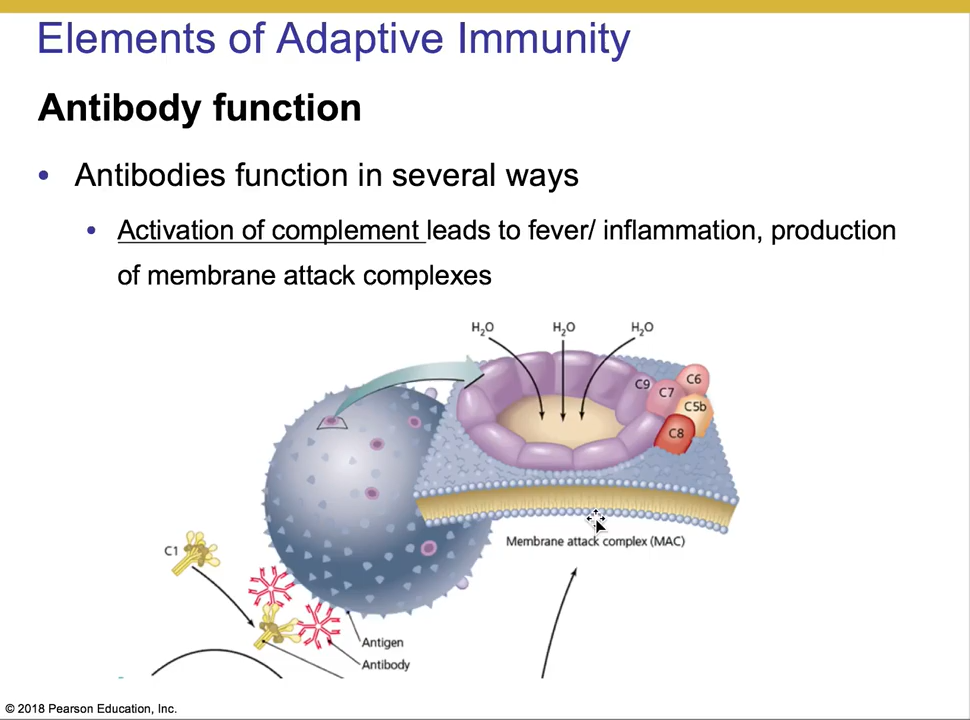 Elements of Adaptive Immunity
Antibody function
• Antibodies function in several ways
• Activation of complement leads to fever/ inflammation, production
of membrane attack complexes
H₂O H₂O H₂O
C9 C7 C6
C5b
C8
Membrane attack complex (MAC)
C1
Antigen
Antibody
© 2018 Pearson Education, Inc.